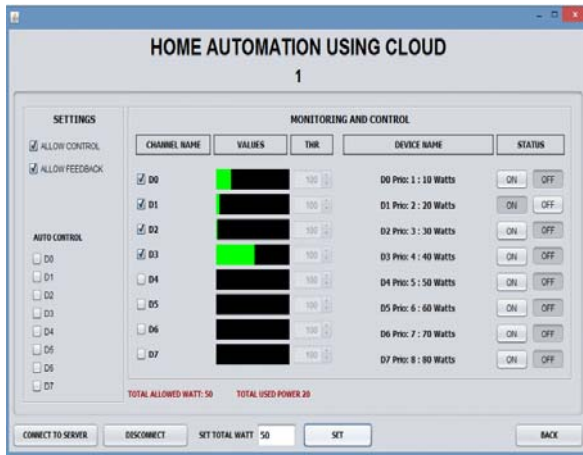 HOME AUTOMATION USING CLOUD
1
SETTINGS
ALLOW CONTROL
ALLOW FEEDBACK
AUTO CONTROL
D0
D1
D2
D3
D4
D5
D6
D7
MONITORING AND CONTROL
CHANNEL NAME VALUES THR DEVICE NAME STATUS
D0 100 D0 Prio: 1 : 10 Watts ON OFF
D1 100 D1 Prio: 2 : 20 Watts ON OFF
D2 100 D2 Prio: 3 : 30 Watts ON OFF
D3 100 D3 Prio: 4 : 40 Watts ON OFF
D4 100 D4 Prio: 5 : 50 Watts ON OFF
D5 100 D5 Prio: 6 : 60 Watts ON OFF
D6 100 D6 Prio: 7 : 70 Watts ON OFF
D7 100 D7 Prio: 8 : 80 Watts ON OFF
TOTAL ALLOWED WATT: 50 TOTAL USED POWER 20
CONNECT TO SERVER DISCONNECT SET TOTAL WATT 50 SET BACK